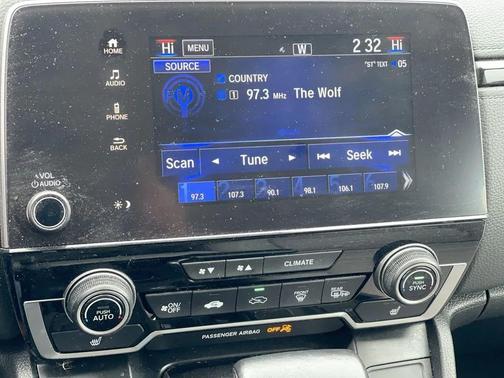 HOME
AUDIO
PHONE
BACK
VOL
AUDIO
Hi MENU W 2 32 Hi
SOURCE
"ST" TEXT 05
COUNTRY
1 97.3 MHz The Wolf
Scan ◄ Tune ► Seek
97.3 107.3 90.1 98.1 106.1 107.9
CLIMATE
PUSH AUTO
ON/OFF
FRONT
REAR
PUSH SYNC
PASSENGER AIRBAG OFF